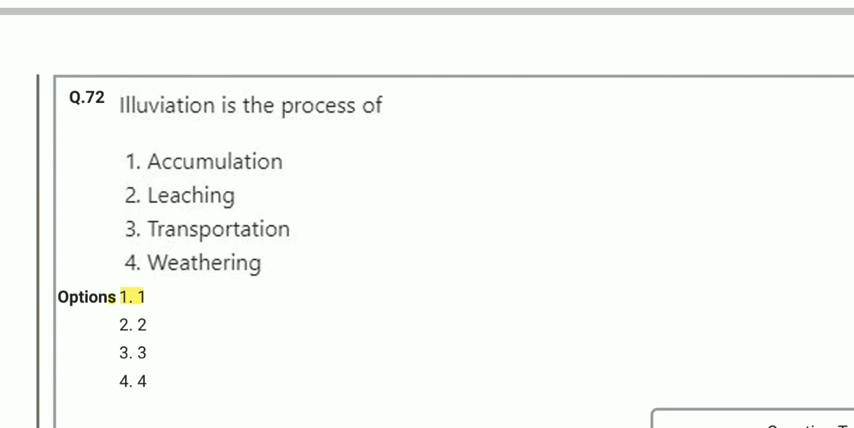 Q.72 Illuviation is the process of
1. Accumulation
2. Leaching
3. Transportation
4. Weathering
Options 1. 1
2. 2
3. 3
4. 4